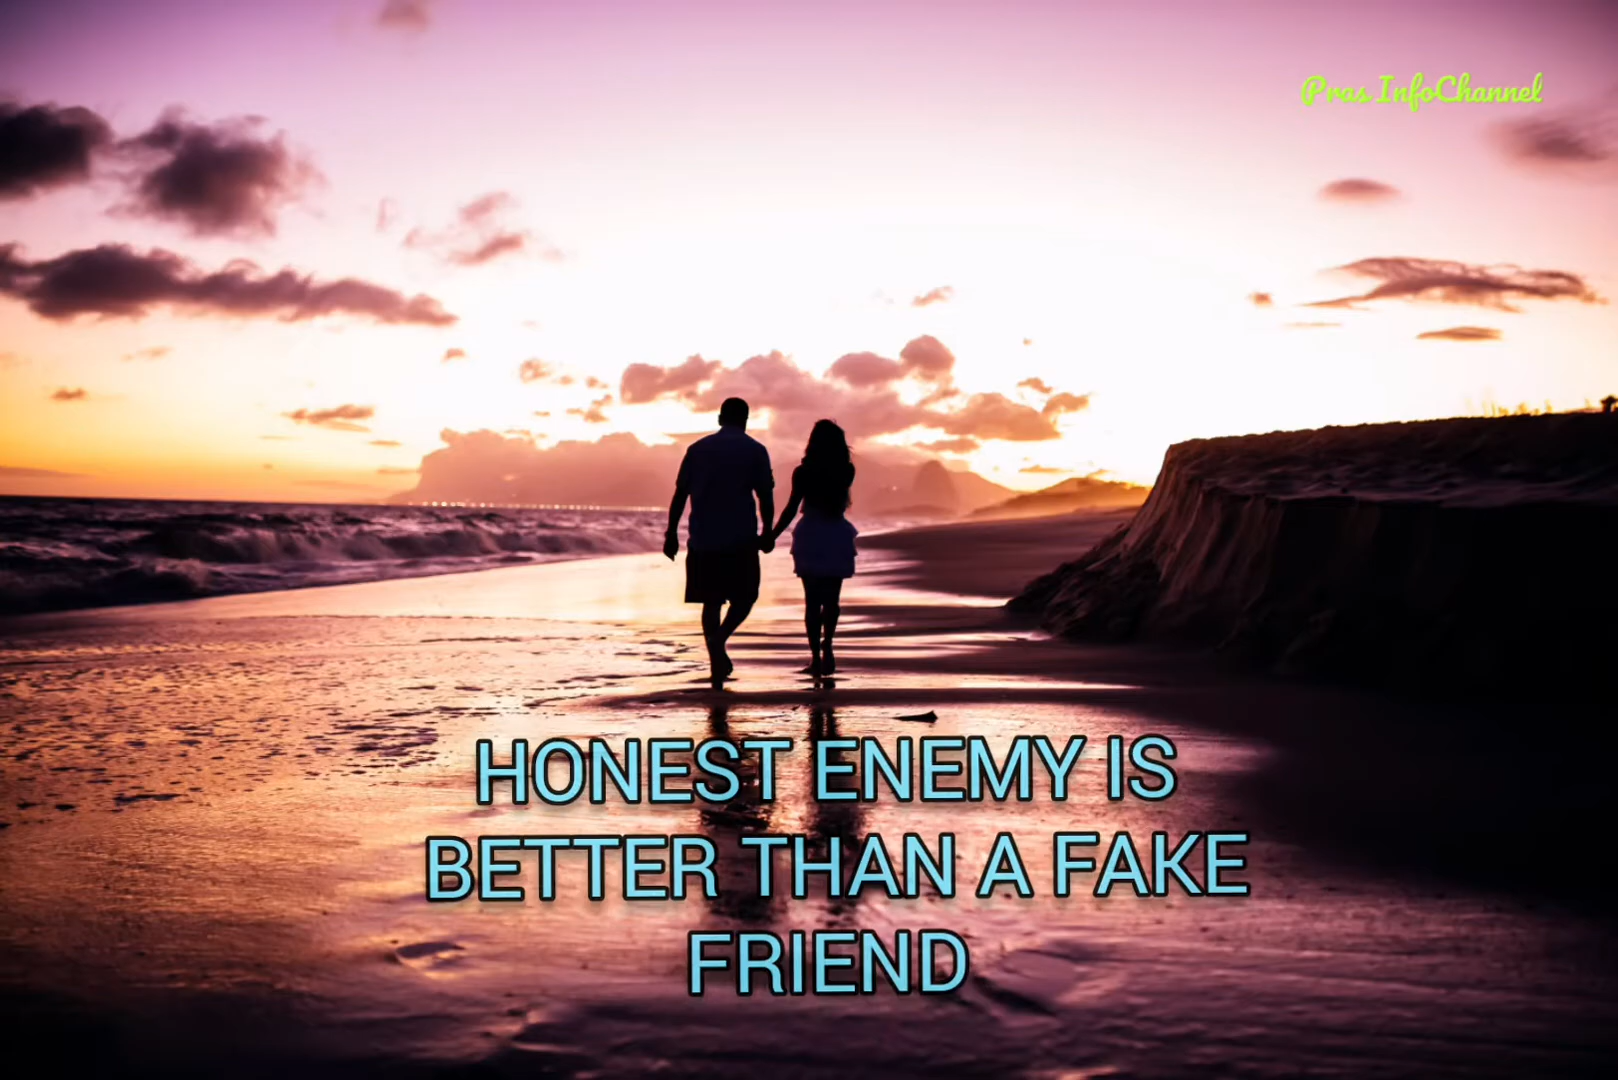 Pras InfoChannel
HONEST ENEMY IS
BETTER THAN A FAKE
FRIEND